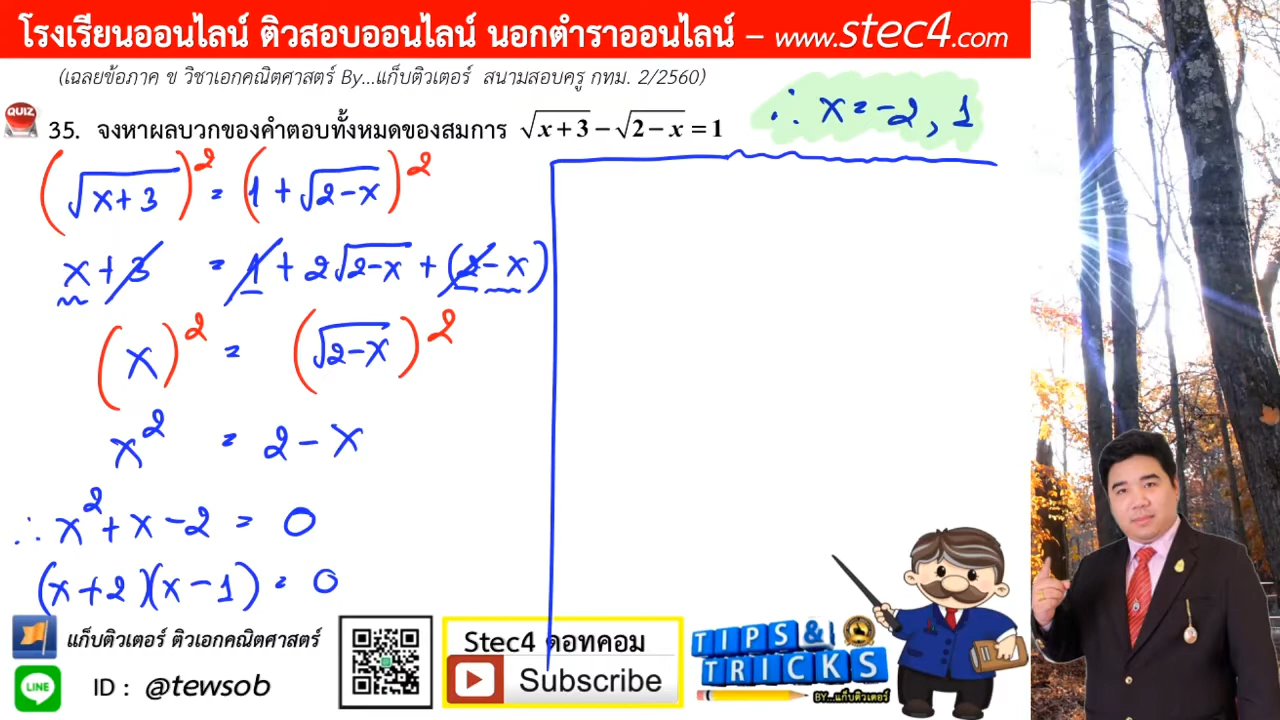 โรงเรียนออนไลน์ ติวสอบออนไลน์ นอกตำราออนไลน์ – www.stec4.com
(เฉลยข้อภาค ข วิชาเอกคณิตศาสตร์ By...แก็บติวเตอร์ สนามสอบครู กทม. 2/2560)
∴ x = -2, 1
QUIZ
35. จงหาผลบวกของคำตอบทั้งหมดของสมการ √(x+3) − √(2−x) = 1
(√(x+3))² = (1 + √(2-x))²
x + 3 = 1 + 2√(2-x) + (2-x)
(x)² = (√(2-x))²
x² = 2 - x
∴ x² + x - 2 = 0
(x+2)(x-1) = 0
แก็บติวเตอร์ ติวเอกคณิตศาสตร์
LINE
ID : @tewsob
Stec4 ดอทคอม
Subscribe
TIPS &
TRICKS
BY...แก็บติวเตอร์